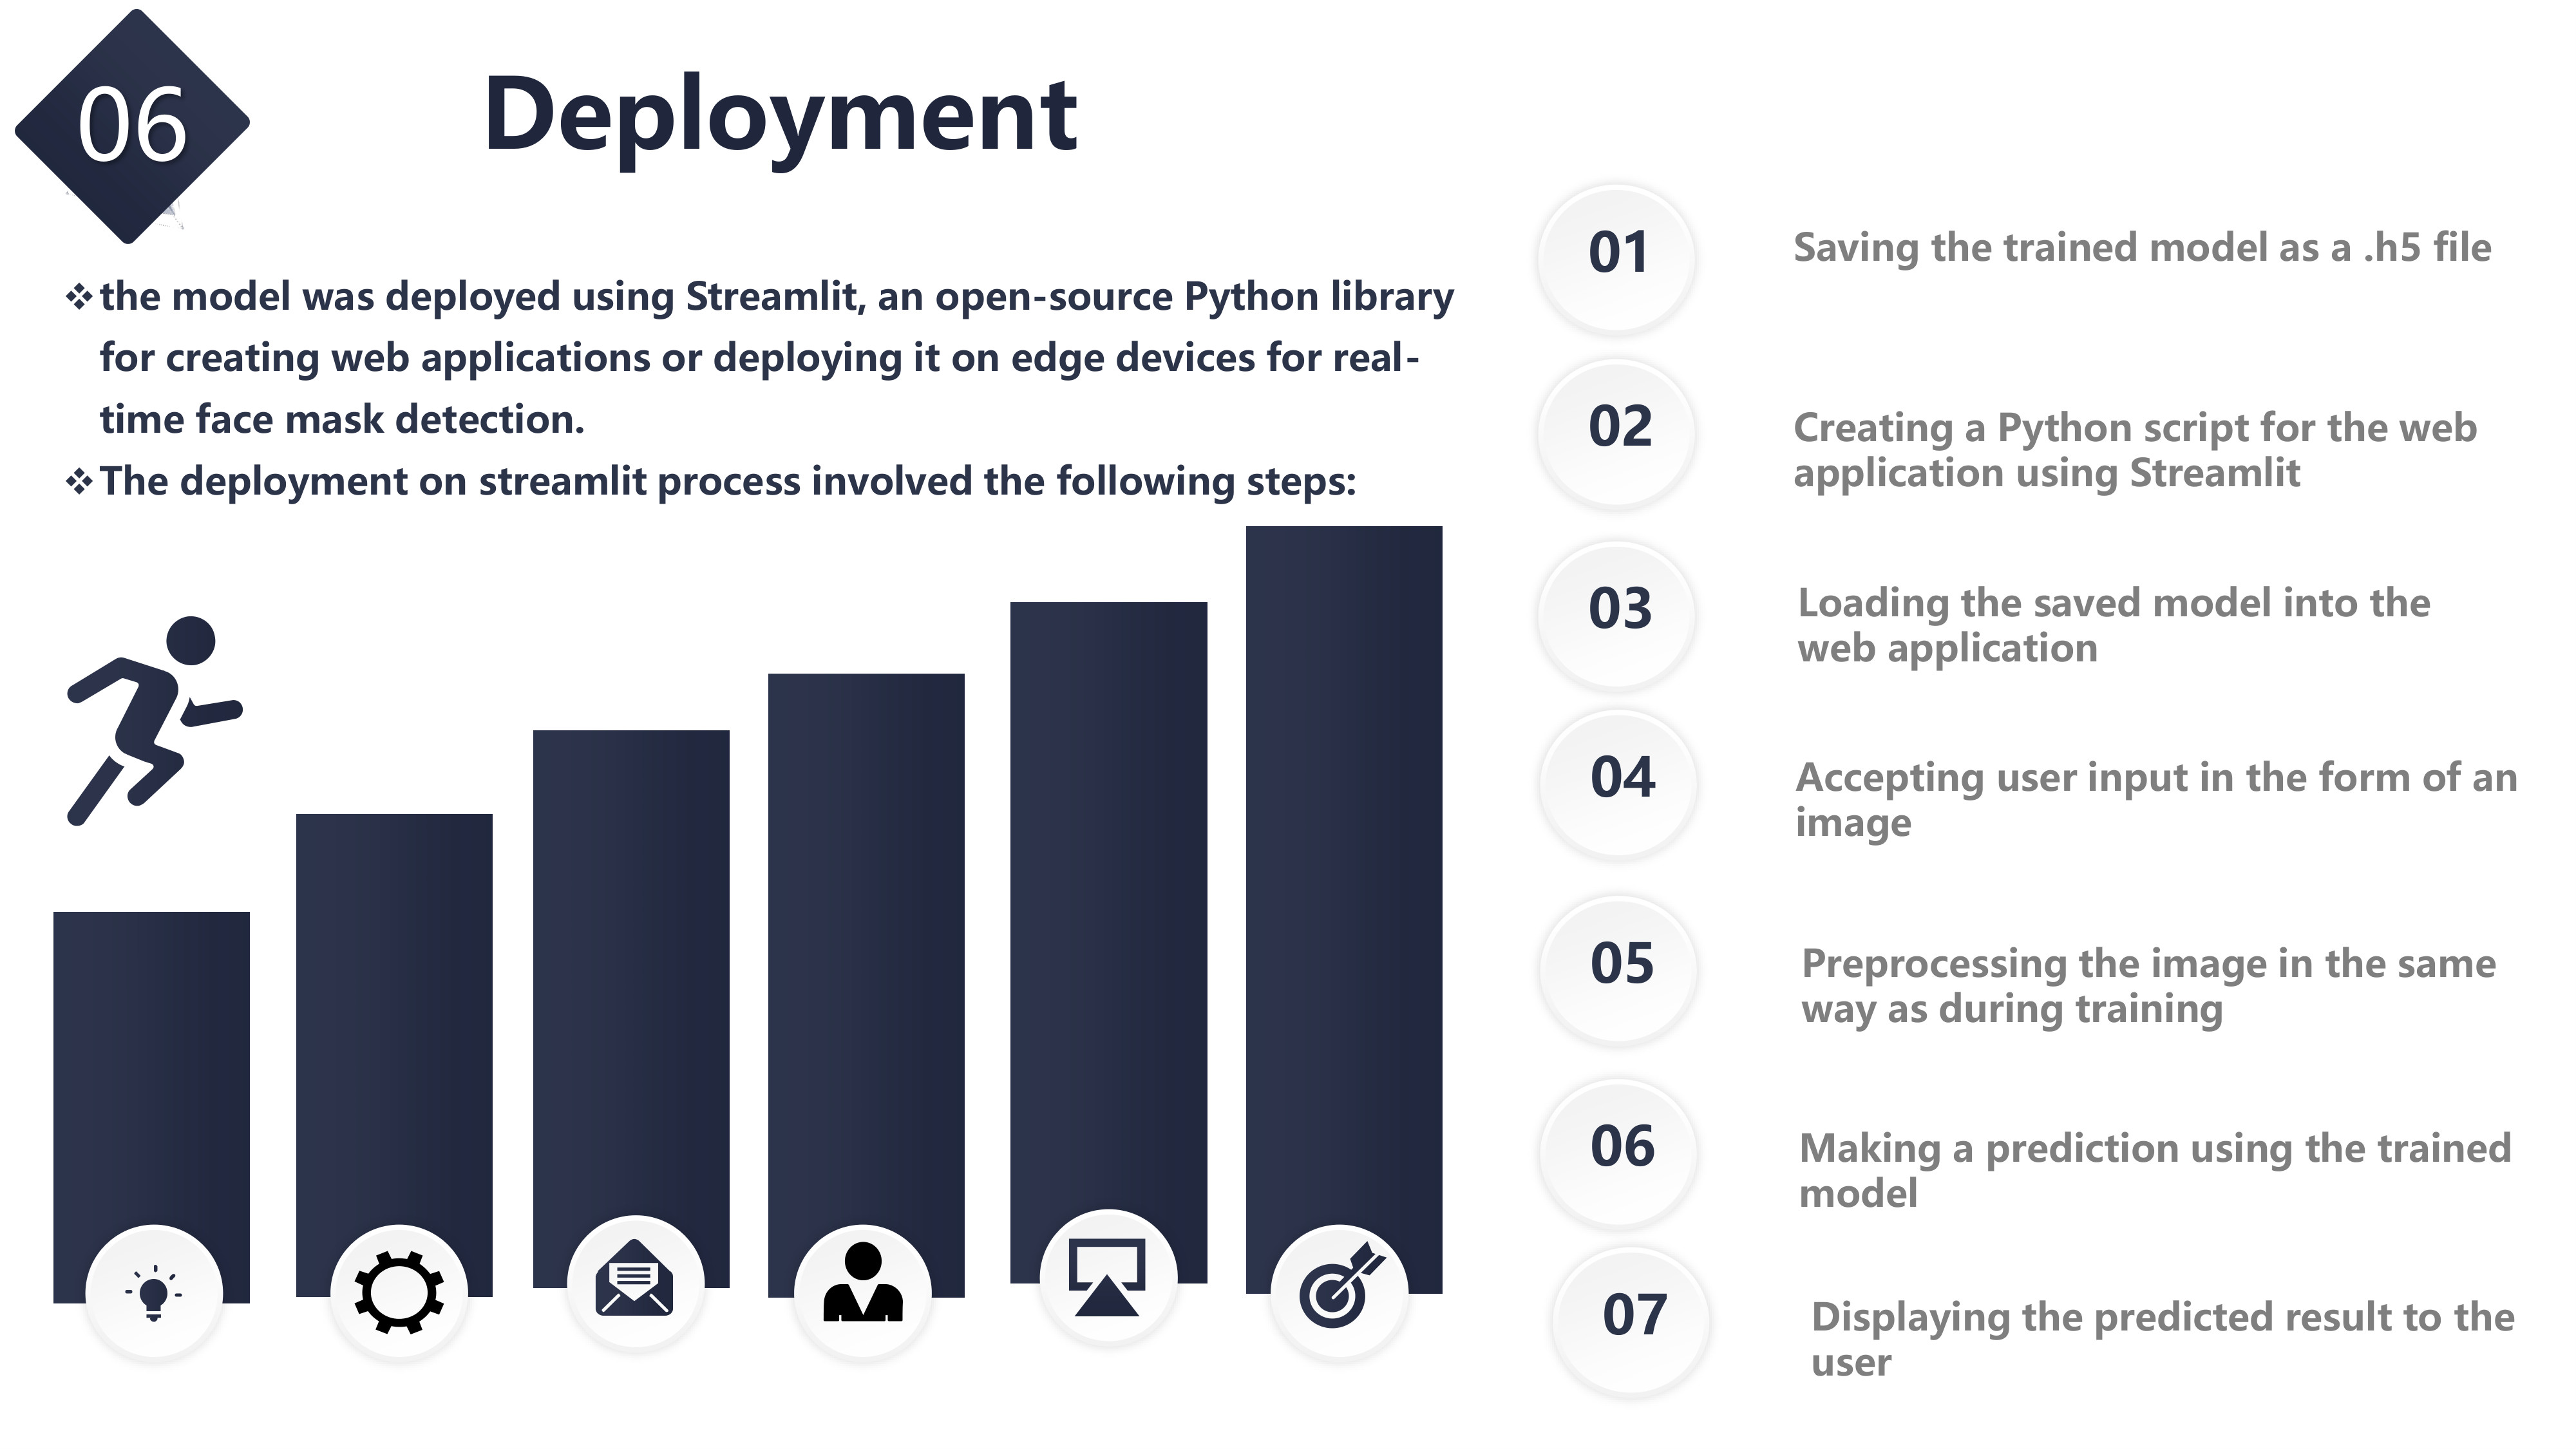 06
Deployment
❖the model was deployed using Streamlit, an open-source Python library
for creating web applications or deploying it on edge devices for real-
time face mask detection.
❖The deployment on streamlit process involved the following steps:
01
Saving the trained model as a .h5 file
02
Creating a Python script for the web
application using Streamlit
03
Loading the saved model into the
web application
04
Accepting user input in the form of an
image
05
Preprocessing the image in the same
way as during training
06
Making a prediction using the trained
model
07
Displaying the predicted result to the
user